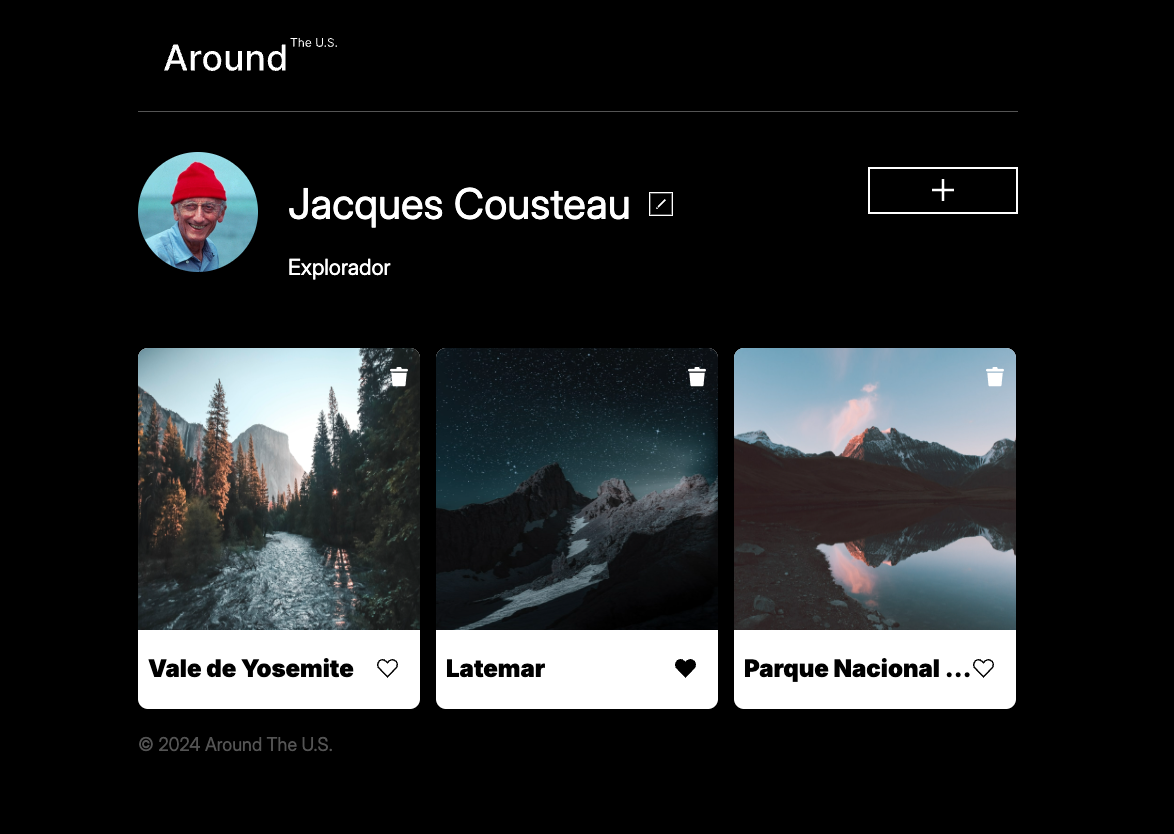 Around The U.S.
Jacques Cousteau
Explorador
Vale de Yosemite
Latemar
Parque Nacional ...
© 2024 Around The U.S.